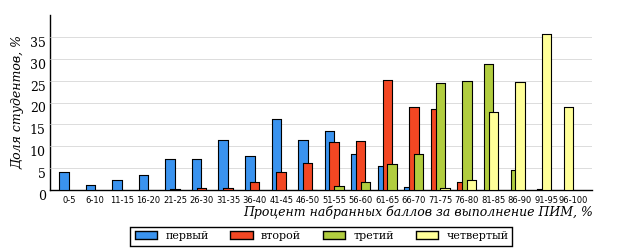 Доля студентов, %
35
30
25
20
15
10
5
0
0-5 6-10 11-15 16-20 21-25 26-30 31-35 36-40 41-45 46-50 51-55 56-60 61-65 66-70 71-75 76-80 81-85 86-90 91-95 96-100
Процент набранных баллов за выполнение ПИМ, %
первый второй третий четвертый